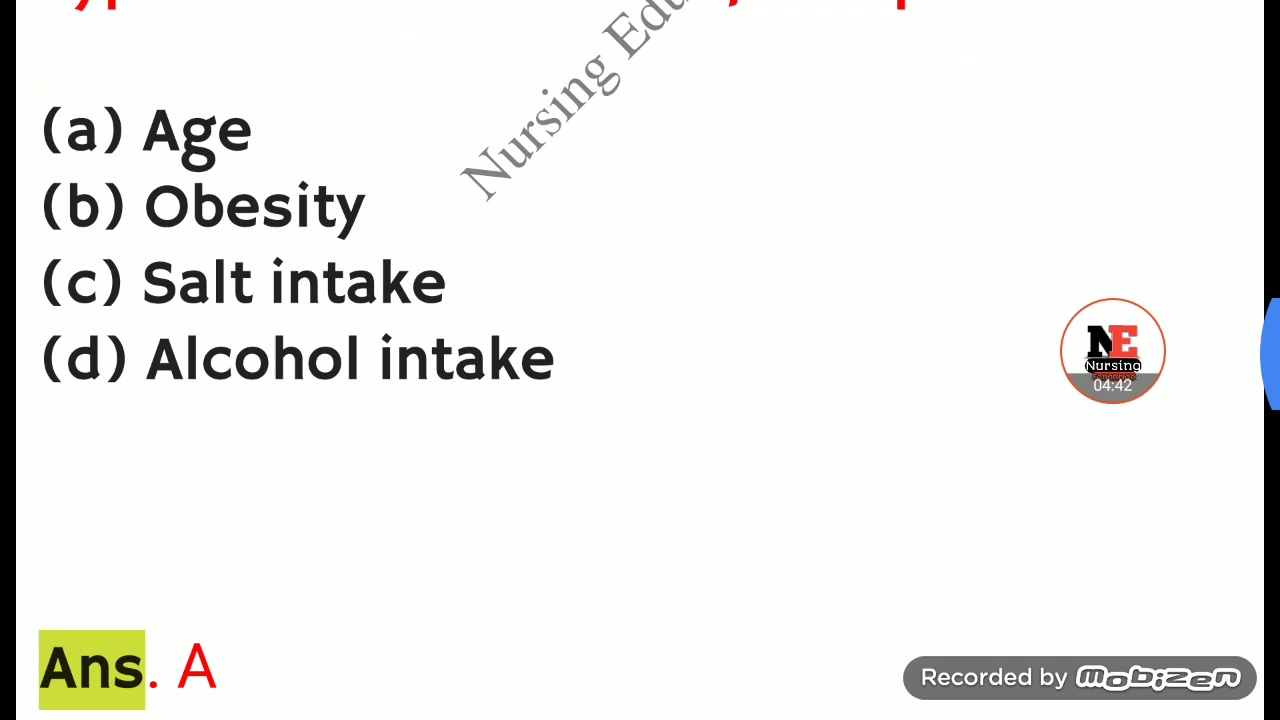 Nursing Edu
(a) Age
(b) Obesity
(c) Salt intake
(d) Alcohol intake
NE
Nursing
04:42
Ans. A
Recorded by mobizen